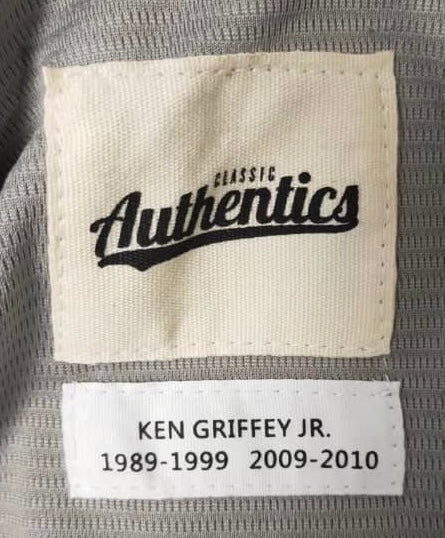 CLASSIC
Authentics
KEN GRIFFEY JR.
1989-1999 2009-2010